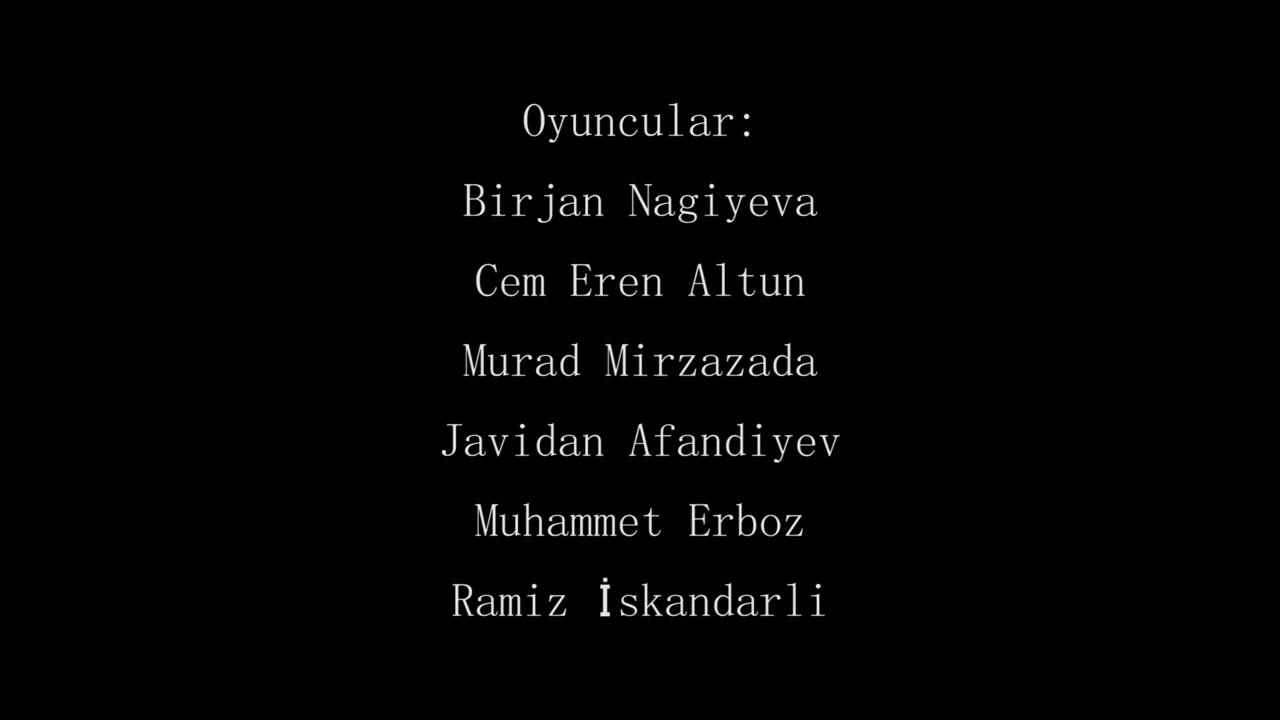 Oyuncular:
Birjan Nagiyeva
Cem Eren Altun
Murad Mirzazada
Javidan Afandiyev
Muhammet Erboz
Ramiz İskandarli